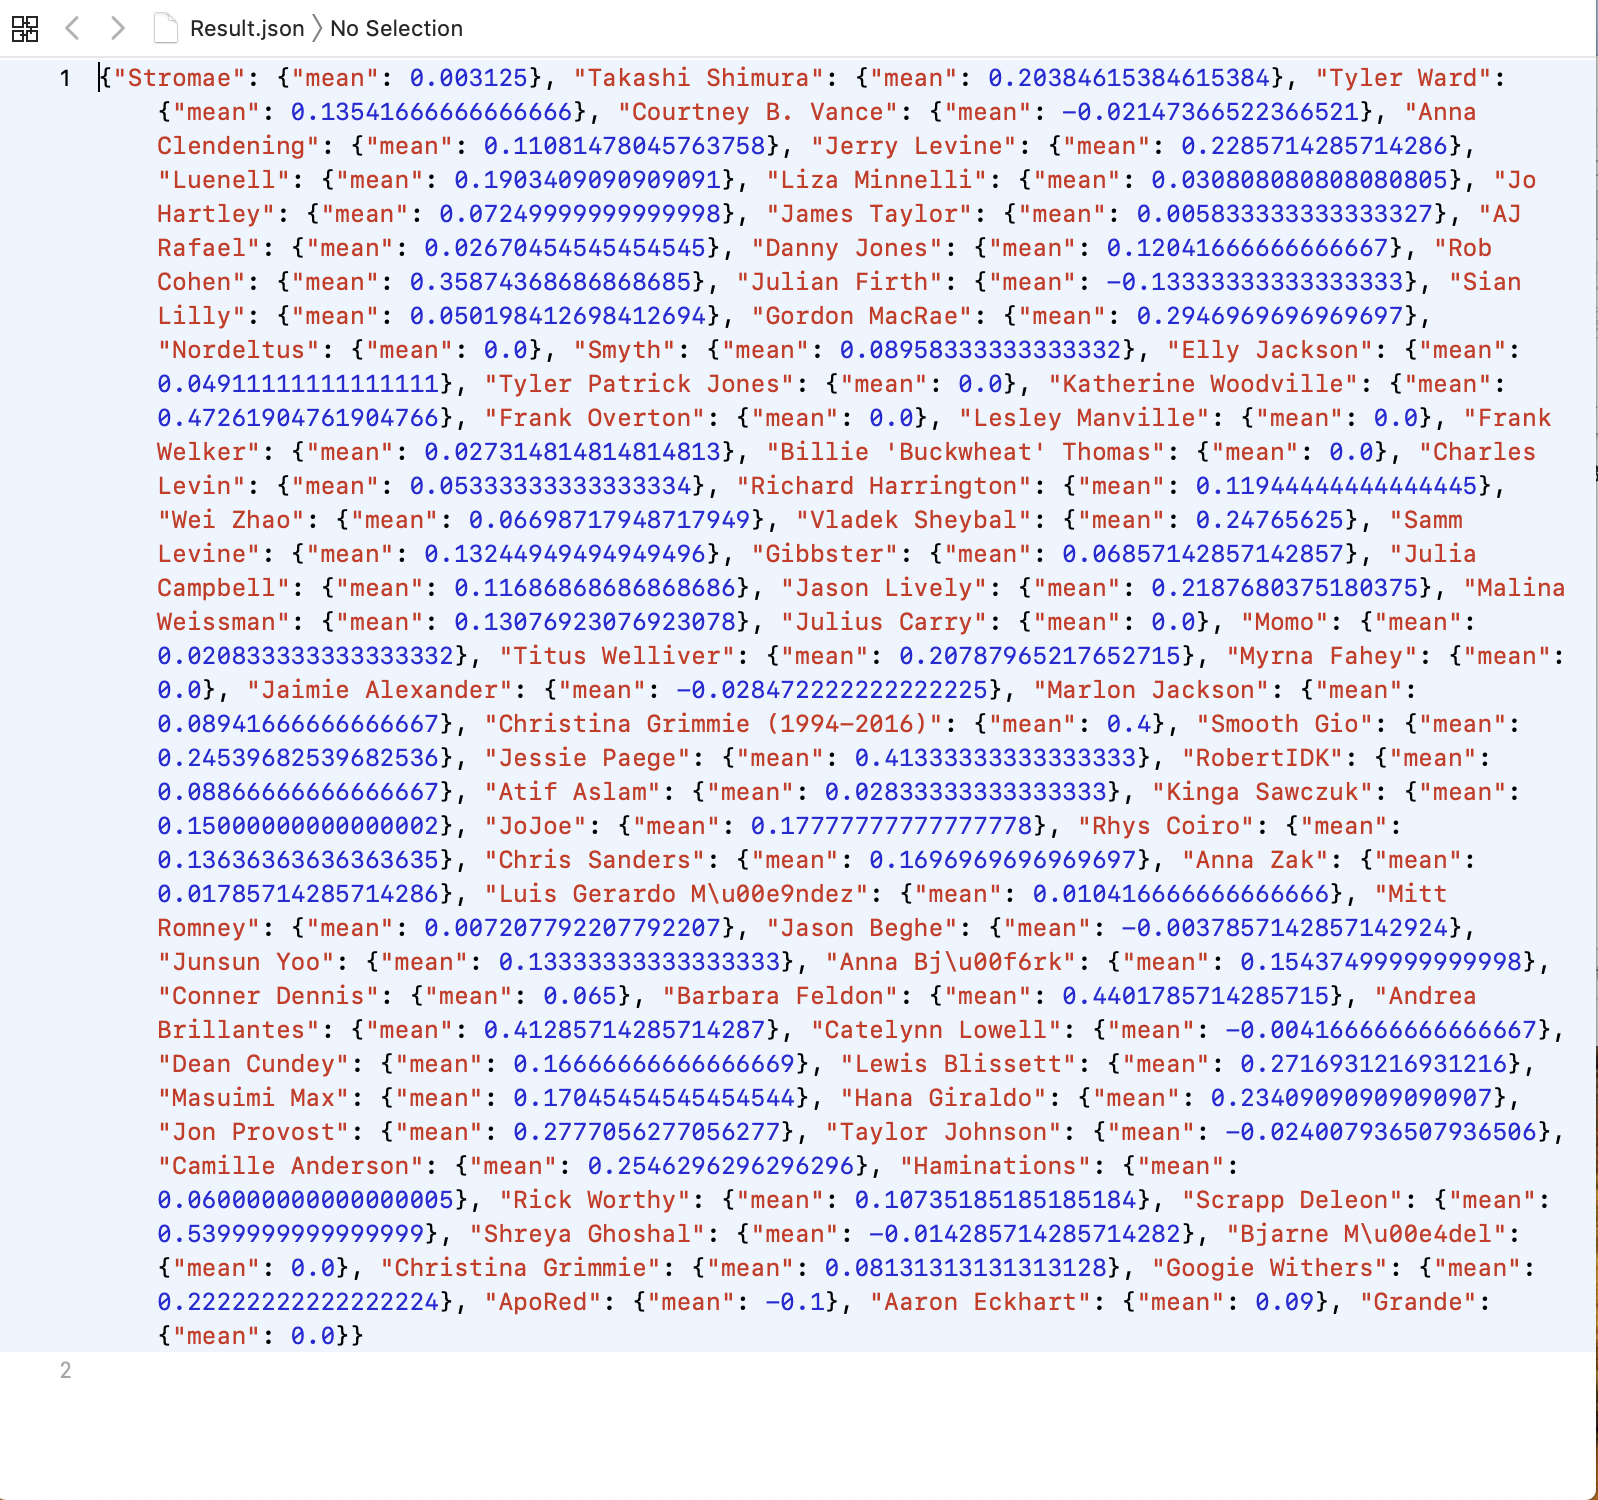 Result.json 〉 No Selection
1 {"Stromae": {"mean": 0.003125}, "Takashi Shimura": {"mean": 0.20384615384615384}, "Tyler Ward":
{"mean": 0.13541666666666666}, "Courtney B. Vance": {"mean": -0.02147366522366521}, "Anna
Clendening": {"mean": 0.11081478045763758}, "Jerry Levine": {"mean": 0.2285714285714286},
"Luenell": {"mean": 0.1903409090909091}, "Liza Minnelli": {"mean": 0.030808080808080805}, "Jo
Hartley": {"mean": 0.07249999999999998}, "James Taylor": {"mean": 0.005833333333333327}, "AJ
Rafael": {"mean": 0.02670454545454545}, "Danny Jones": {"mean": 0.12041666666666667}, "Rob
Cohen": {"mean": 0.35874368686868685}, "Julian Firth": {"mean": -0.13333333333333333}, "Sian
Lilly": {"mean": 0.050198412698412694}, "Gordon MacRae": {"mean": 0.2946969696969697},
"Nordeltus": {"mean": 0.0}, "Smyth": {"mean": 0.08958333333333332}, "Elly Jackson": {"mean":
0.04911111111111111}, "Tyler Patrick Jones": {"mean": 0.0}, "Katherine Woodville": {"mean":
0.47261904761904766}, "Frank Overton": {"mean": 0.0}, "Lesley Manville": {"mean": 0.0}, "Frank
Welker": {"mean": 0.027314814814814813}, "Billie 'Buckwheat' Thomas": {"mean": 0.0}, "Charles
Levin": {"mean": 0.05333333333333334}, "Richard Harrington": {"mean": 0.11944444444444445},
"Wei Zhao": {"mean": 0.06698717948717949}, "Vladek Sheybal": {"mean": 0.24765625}, "Samm
Levine": {"mean": 0.13244949494949496}, "Gibbster": {"mean": 0.06857142857142857}, "Julia
Campbell": {"mean": 0.11686868686868686}, "Jason Lively": {"mean": 0.2187680375180375}, "Malina
Weissman": {"mean": 0.13076923076923078}, "Julius Carry": {"mean": 0.0}, "Momo": {"mean":
0.020833333333333332}, "Titus Welliver": {"mean": 0.20787965217652715}, "Myrna Fahey": {"mean":
0.0}, "Jaimie Alexander": {"mean": -0.028472222222222225}, "Marlon Jackson": {"mean":
0.08941666666666667}, "Christina Grimmie (1994-2016)": {"mean": 0.4}, "Smooth Gio": {"mean":
0.24539682539682536}, "Jessie Paege": {"mean": 0.41333333333333333}, "RobertIDK": {"mean":
0.08866666666666667}, "Atif Aslam": {"mean": 0.02833333333333333}, "Kinga Sawczuk": {"mean":
0.15000000000000002}, "JoJoe": {"mean": 0.17777777777777778}, "Rhys Coiro": {"mean":
0.13636363636363635}, "Chris Sanders": {"mean": 0.1696969696969697}, "Anna Zak": {"mean":
0.01785714285714286}, "Luis Gerardo M\u00e9ndez": {"mean": 0.010416666666666666}, "Mitt
Romney": {"mean": 0.007207792207792207}, "Jason Beghe": {"mean": -0.0037857142857142924},
"Junsun Yoo": {"mean": 0.13333333333333333}, "Anna Bj\u00f6rk": {"mean": 0.15437499999999998},
"Conner Dennis": {"mean": 0.065}, "Barbara Feldon": {"mean": 0.4401785714285715}, "Andrea
Brillantes": {"mean": 0.41285714285714287}, "Catelynn Lowell": {"mean": -0.004166666666666667},
"Dean Cundey": {"mean": 0.16666666666666669}, "Lewis Blissett": {"mean": 0.2716931216931216},
"Masuimi Max": {"mean": 0.17045454545454544}, "Hana Giraldo": {"mean": 0.23409090909090907},
"Jon Provost": {"mean": 0.2777056277056277}, "Taylor Johnson": {"mean": -0.024007936507936506},
"Camille Anderson": {"mean": 0.2546296296296296}, "Haminations": {"mean":
0.060000000000000005}, "Rick Worthy": {"mean": 0.10735185185185184}, "Scrapp Deleon": {"mean":
0.5399999999999999}, "Shreya Ghoshal": {"mean": -0.014285714285714282}, "Bjarne M\u00e4del":
{"mean": 0.0}, "Christina Grimmie": {"mean": 0.08131313131313128}, "Googie Withers": {"mean":
0.22222222222222224}, "ApoRed": {"mean": -0.1}, "Aaron Eckhart": {"mean": 0.09}, "Grande":
{"mean": 0.0}}
2